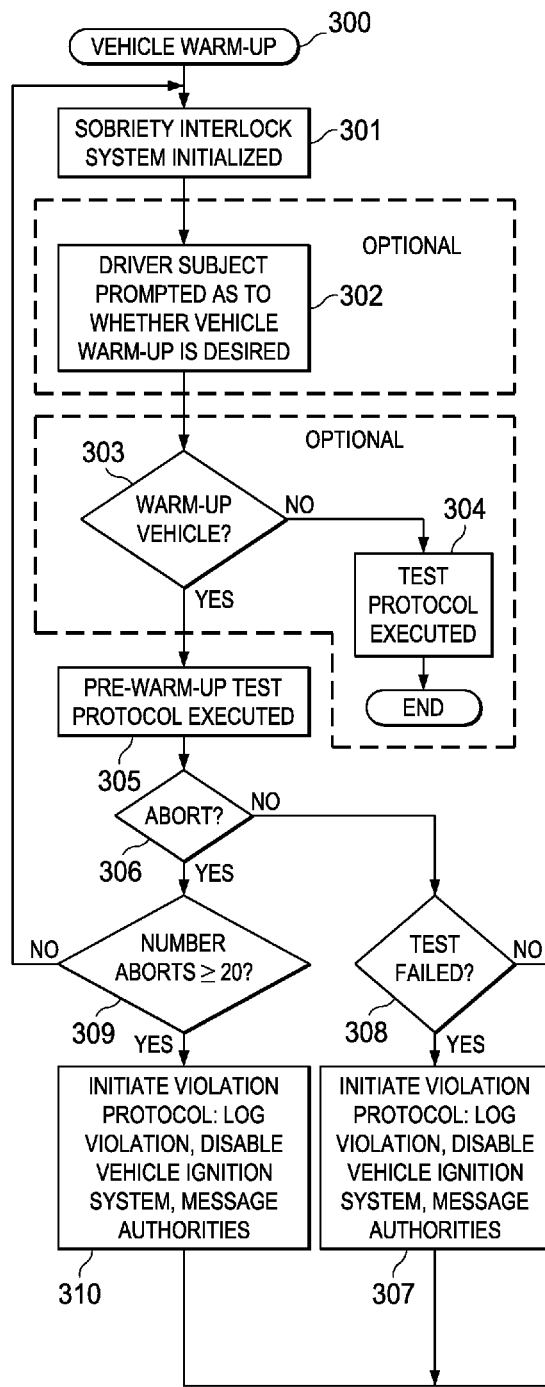 VEHICLE WARM-UP
300
SOBRIETY INTERLOCK
SYSTEM INITIALIZED
301
OPTIONAL
DRIVER SUBJECT
PROMPTED AS TO
WHETHER VEHICLE
WARM-UP IS DESIRED
302
OPTIONAL
303
WARM-UP
VEHICLE?
NO
304
YES
TEST
PROTOCOL
EXECUTED
END
PRE-WARM-UP TEST
PROTOCOL EXECUTED
305
ABORT?
NO
306
YES
NO
NUMBER
ABORTS ≥ 20?
309
YES
TEST
FAILED?
NO
308
YES
INITIATE VIOLATION
PROTOCOL: LOG
VIOLATION, DISABLE
VEHICLE IGNITION
SYSTEM, MESSAGE
AUTHORITIES
310
INITIATE VIOLATION
PROTOCOL: LOG
VIOLATION, DISABLE
VEHICLE IGNITION
SYSTEM, MESSAGE
AUTHORITIES
307